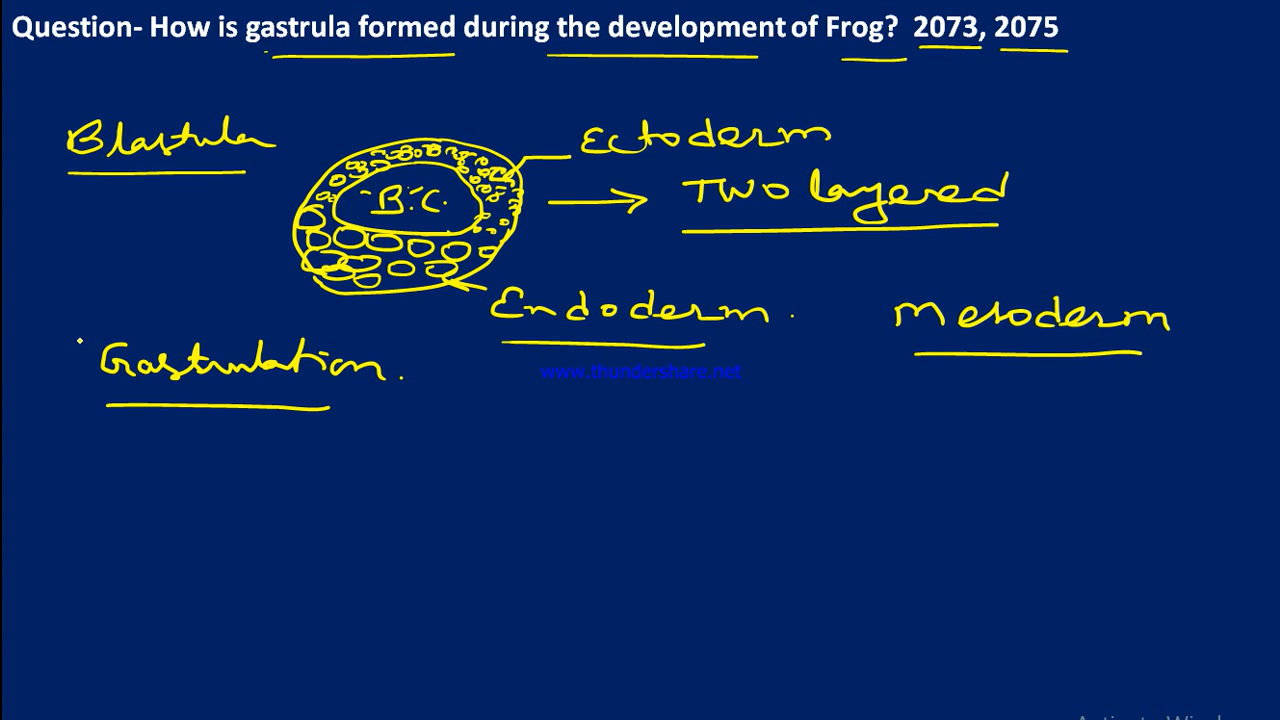 Question- How is gastrula formed during the development of Frog? 2073, 2075
Blastula
Ectoderm
B.C.
TWO layered
Endoderm.
Mesoderm
Gastrulation.
www.thundershare.net